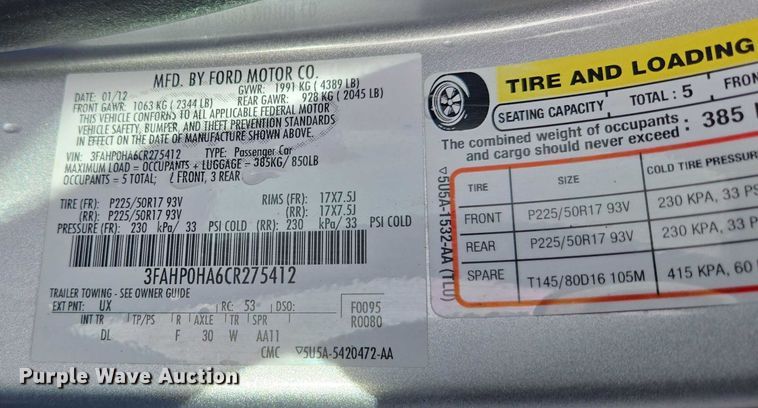 MFD. BY FORD MOTOR CO.
DATE: 01/12 GVWR: 1991 KG (4389 LB)
FRONT GAWR: 1063 KG (2344 LB) REAR GAWR: 928 KG (2045 LB)
THIS VEHICLE CONFORMS TO ALL APPLICABLE FEDERAL MOTOR
VEHICLE SAFETY, BUMPER, AND THEFT PREVENTION STANDARDS
IN EFFECT ON THE DATE OF MANUFACTURE SHOWN ABOVE.
VIN: 3FAHP0HA6CR275412 TYPE: Passenger Car
MAXIMUM LOAD = OCCUPANTS + LUGGAGE = 385KG/850LB
OCCUPANTS = 5 TOTAL; 2 FRONT, 3 REAR
TIRE (FR): P225/50R17 93V RIMS (FR): 17X7.5J
(RR): P225/50R17 93V (RR): 17X7.5J
PRESSURE (FR): 230 kPa/ 33 PSI COLD (RR): 230 kPa/ 33 PSI COLD
3FAHP0HA6CR275412
TRAILER TOWING - SEE OWNER GUIDE
EXT PNT: UX RC: 53 DSO: F0095
INT TR TP/PS R AXLE TR SPR R0080
DL F 30 W AA11
CMC ▽5U5A-5420472-AA
TIRE AND LOADING
SEATING CAPACITY TOTAL : 5 FRON
The combined weight of occupants
and cargo should never exceed : 385
TIRE SIZE COLD TIRE PRESSUR
FRONT P225/50R17 93V 230 KPA, 33 PS
REAR P225/50R17 93V 230 KPA, 33 P
SPARE T145/80D16 105M 415 KPA, 60
▽5U5A-1532-AA (TLU)
Purple Wave Auction